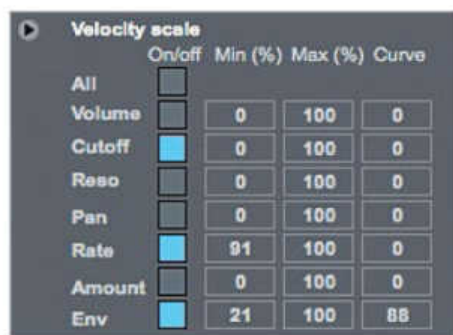 Velocity scale
On/off Min (%) Max (%) Curve
All
Volume 0 100 0
Cutoff 0 100 0
Reso 0 100 0
Pan 0 100 0
Rate 91 100 0
Amount 0 100 0
Env 21 100 88